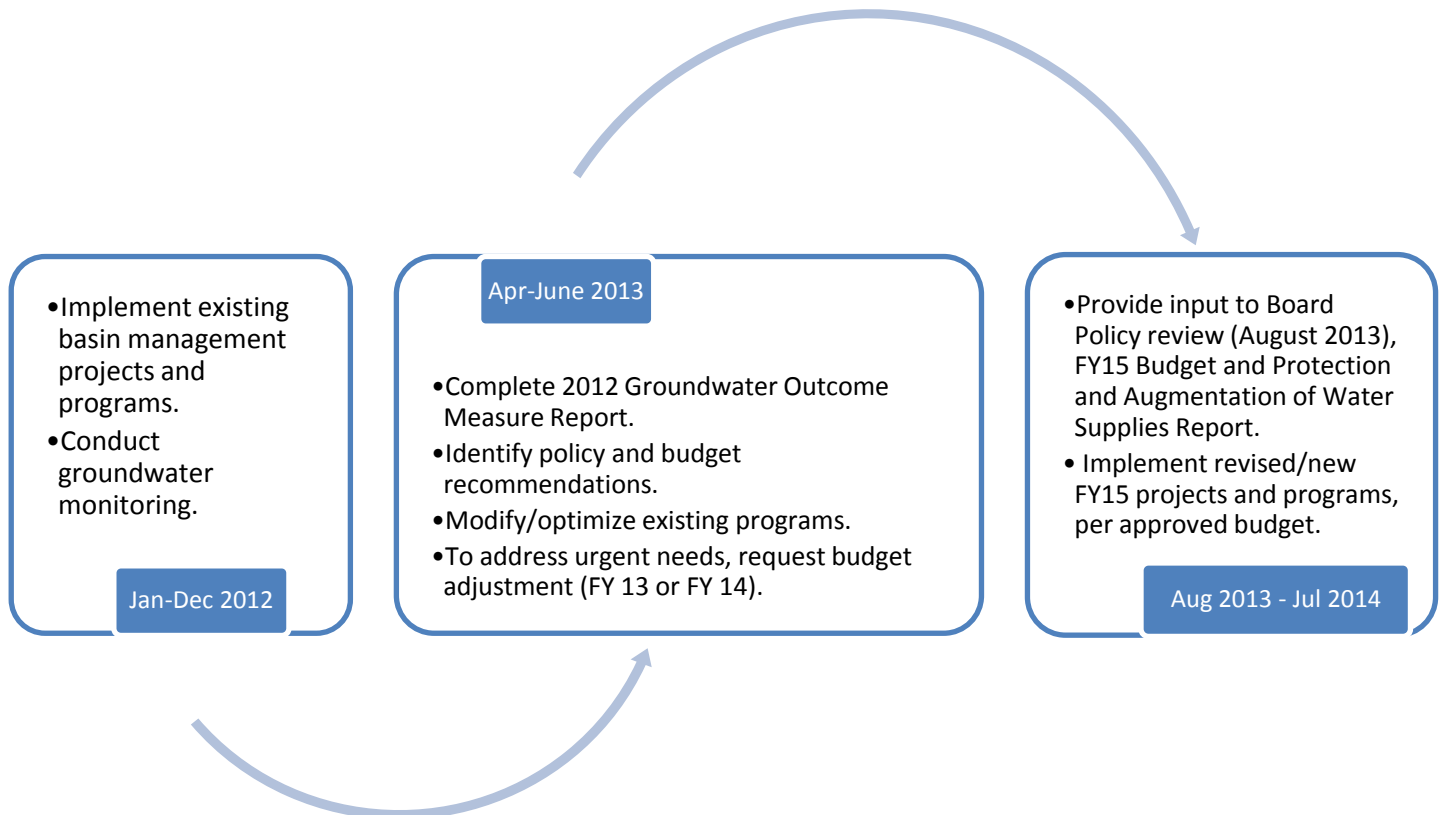 •Implement existing
basin management
projects and
programs.
•Conduct
groundwater
monitoring.
Jan-Dec 2012
Apr-June 2013
•Complete 2012 Groundwater Outcome
Measure Report.
•Identify policy and budget
recommendations.
•Modify/optimize existing programs.
•To address urgent needs, request budget
adjustment (FY 13 or FY 14).
•Provide input to Board
Policy review (August 2013),
FY15 Budget and Protection
and Augmentation of Water
Supplies Report.
• Implement revised/new
FY15 projects and programs,
per approved budget.
Aug 2013 - Jul 2014